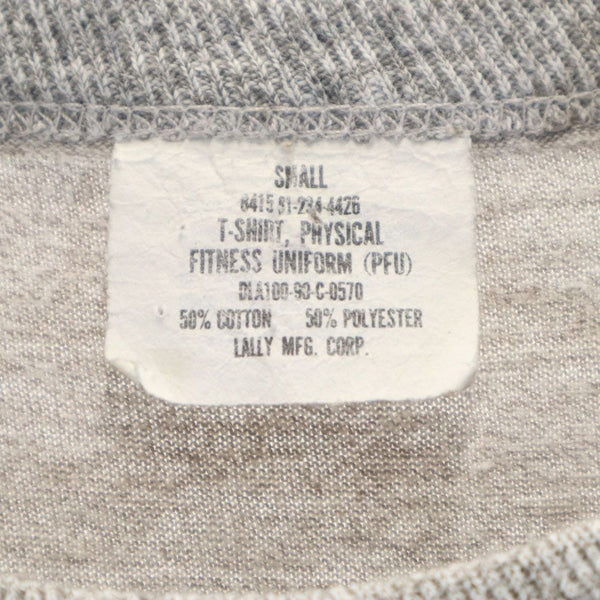 SMALL
8415 01-234-4426
T-SHIRT, PHYSICAL
FITNESS UNIFORM (PFU)
DLA100-90-C-0570
50% COTTON 50% POLYESTER
LALLY MFG. CORP.